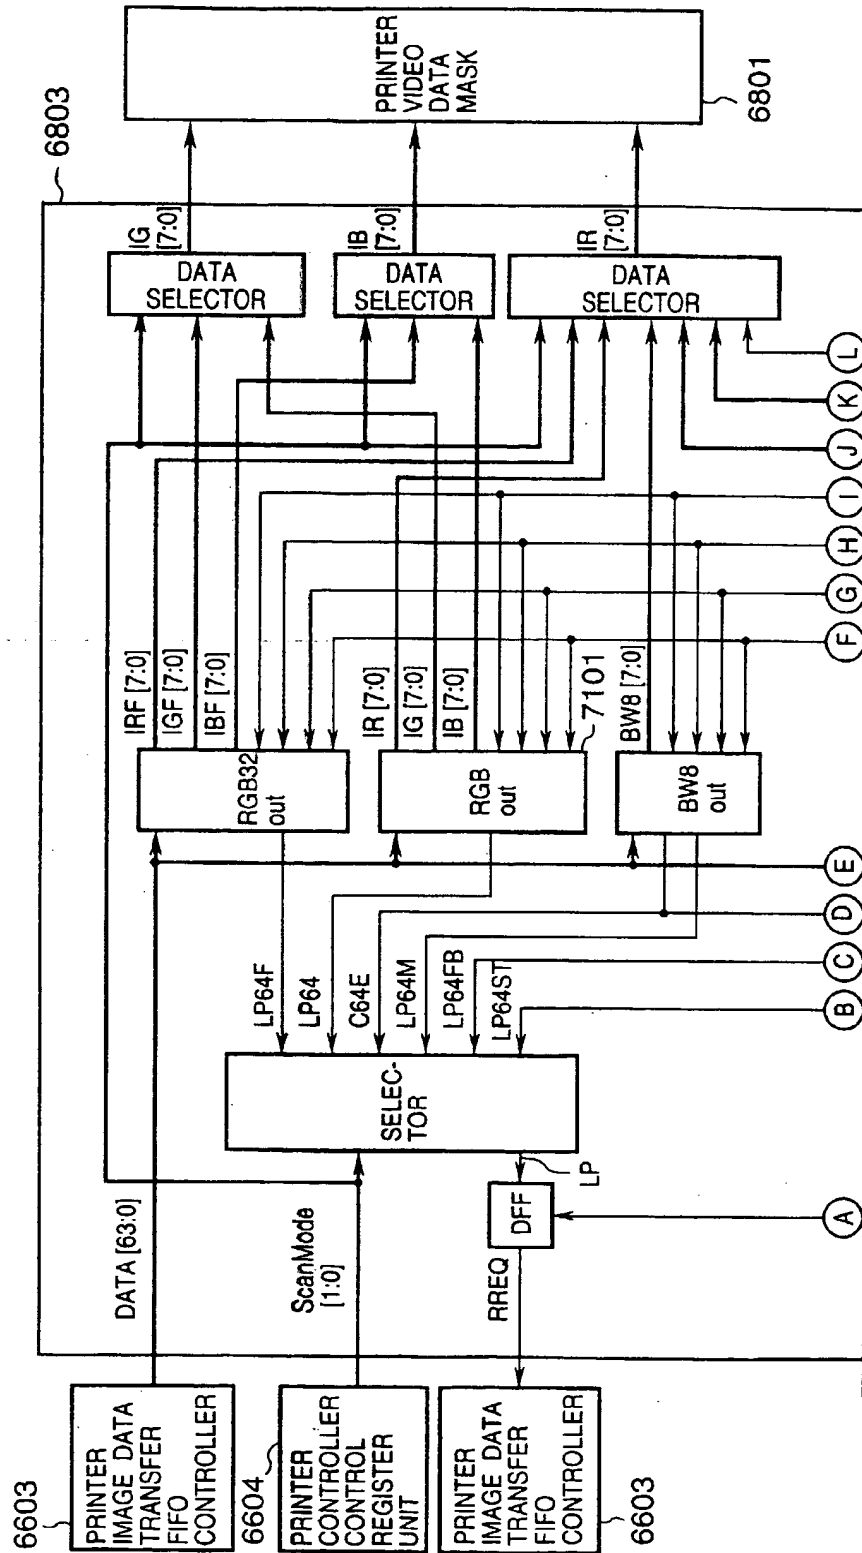 6603
PRINTER
IMAGE DATA
TRANSFER
FIFO
CONTROLLER
6604
PRINTER
CONTROLLER
CONTROL
REGISTER
UNIT
PRINTER
IMAGE DATA
TRANSFER
FIFO
CONTROLLER
6603
DATA [63:0]
ScanMode
[1:0]
RREQ
DFF
LP
A
SELEC-
TOR
LP64F
LP64
C64E
LP64M
LP64FB
LP64ST
B
C
D
E
RGB32
out
RGB
out
7101
BW8
out
IRF [7:0]
IGF [7:0]
IBF [7:0]
IR [7:0]
IG [7:0]
IB [7:0]
BW8 [7:0]
F
G
H
I
J
K
L
DATA
SELECTOR
DATA
SELECTOR
DATA
SELECTOR
IG
[7:0]
IB
[7:0]
IR
[7:0]
6803
PRINTER
VIDEO
DATA
MASK
6801